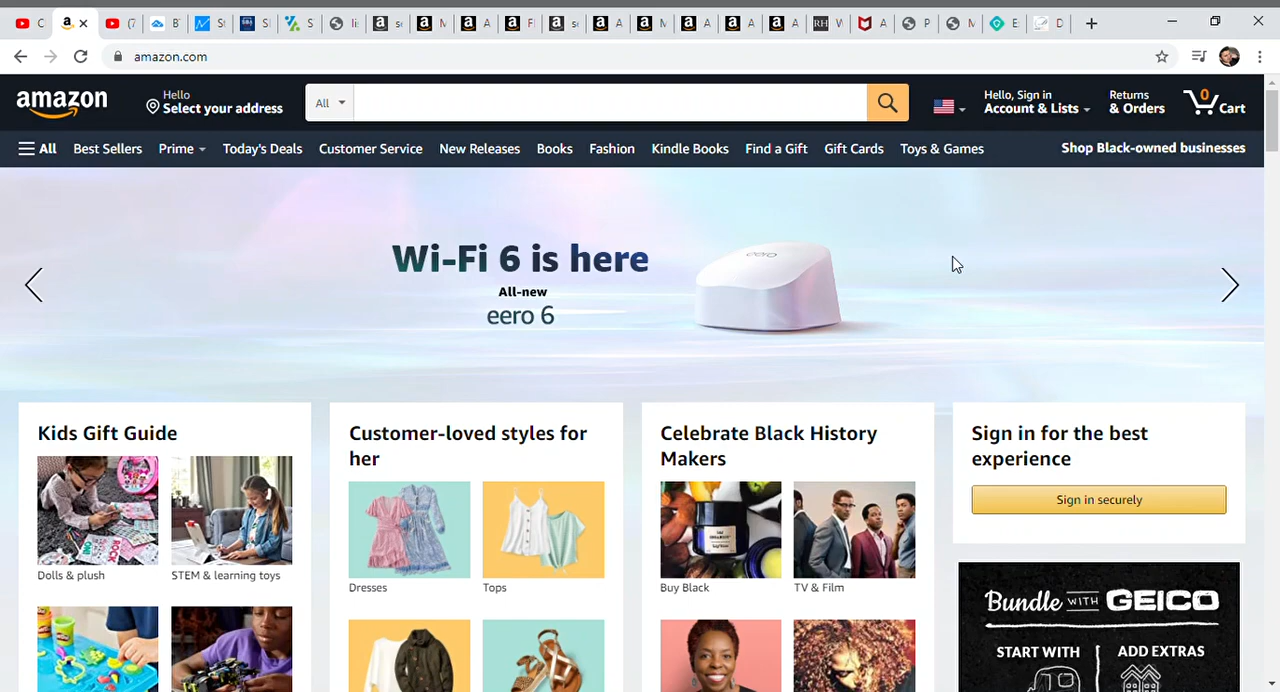 amazon.com
amazon
Hello
Select your address
All
Hello, Sign in
Account & Lists
Returns
& Orders
0
Cart
All
Best Sellers
Prime
Today's Deals
Customer Service
New Releases
Books
Fashion
Kindle Books
Find a Gift
Gift Cards
Toys & Games
Shop Black-owned businesses
Wi-Fi 6 is here
All-new
eero 6
eero
Kids Gift Guide
Dolls & plush
STEM & learning toys
Customer-loved styles for
her
Dresses
Tops
Celebrate Black History
Makers
Buy Black
TV & Film
Sign in for the best
experience
Sign in securely
Bundle WITH GEICO
START WITH
ADD EXTRAS